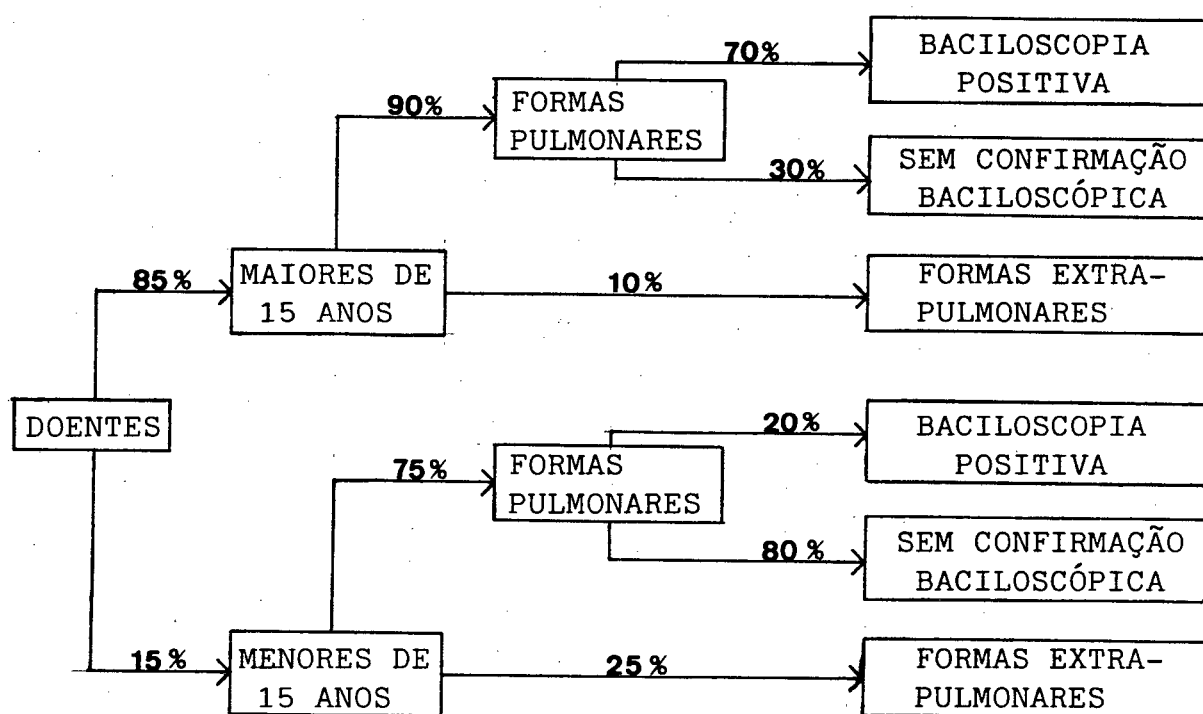 70%
BACILOSCOPIA
POSITIVA
90%
FORMAS
PULMONARES
30%
SEM CONFIRMAÇÃO
BACILOSCÓPICA
85%
MAIORES DE
15 ANOS
10%
FORMAS EXTRA-
PULMONARES
DOENTES
20%
BACILOSCOPIA
POSITIVA
75%
FORMAS
PULMONARES
80%
SEM CONFIRMAÇÃO
BACILOSCÓPICA
15%
MENORES DE
15 ANOS
25%
FORMAS EXTRA-
PULMONARES